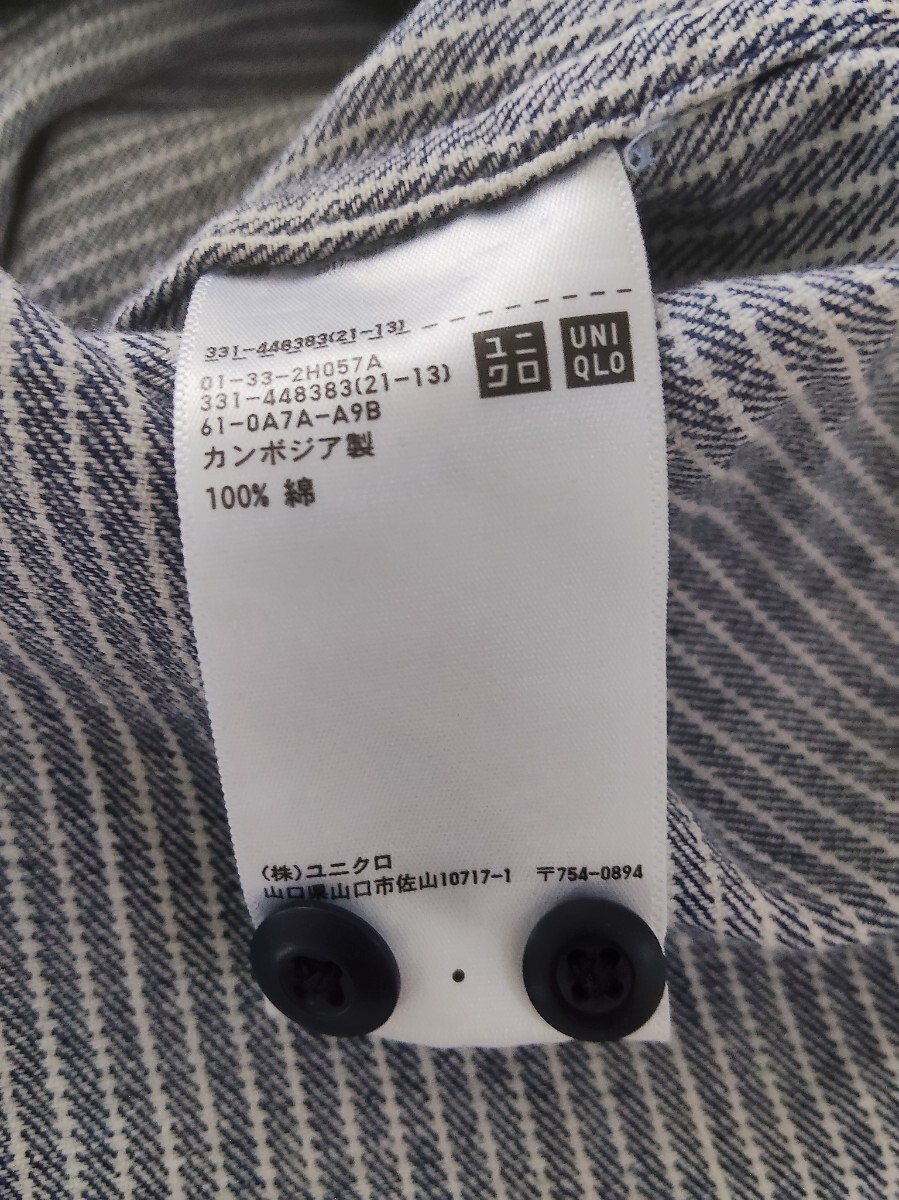 331-448383(21-13)
01-33-2H057A
331-448383(21-13)
61-0A7A-A9B
カンボジア製
100% 綿
ユニ
クロ
UNI
QLO
(株)ユニクロ
山口県山口市佐山10717-1 〒754-0894